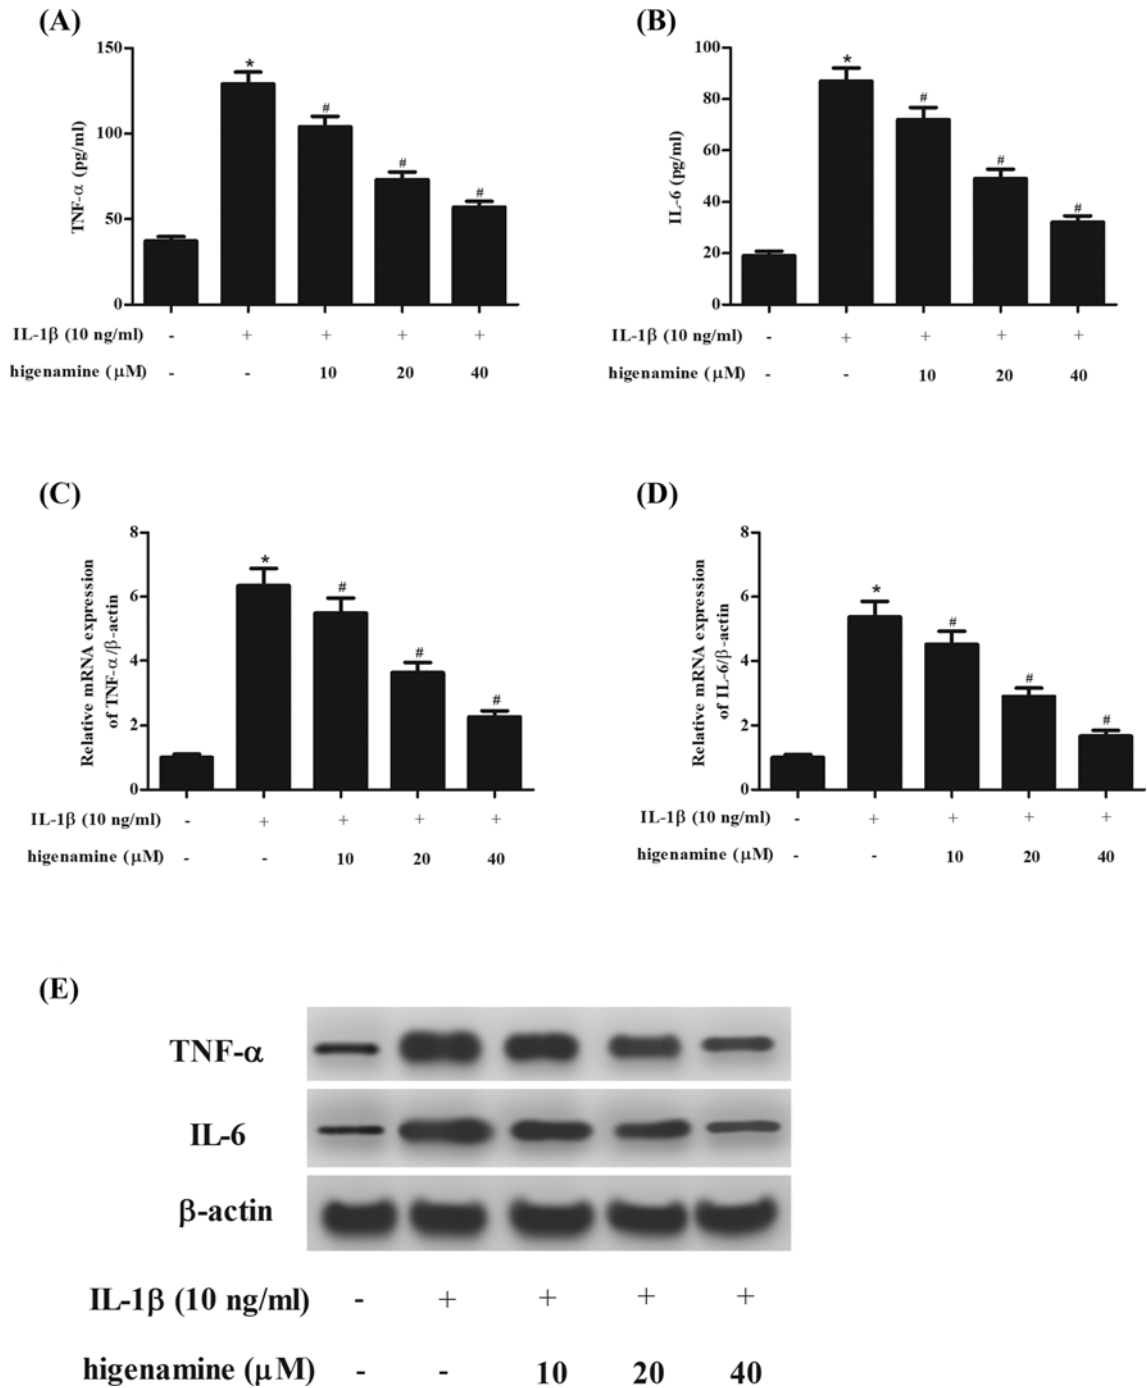 (A)
TNF-α (pg/ml)
150
100
50
0
*
#
#
#
IL-1β (10 ng/ml) - + + + +
higenamine (μM) - - 10 20 40
(B)
IL-6 (pg/ml)
100
80
60
40
20
0
*
#
#
#
IL-1β (10 ng/ml) - + + + +
higenamine (μM) - - 10 20 40
(C)
Relative mRNA expression
of TNF-α/β-actin
8
6
4
2
0
*
#
#
#
IL-1β (10 ng/ml) - + + + +
higenamine (μM) - - 10 20 40
(D)
Relative mRNA expression
of IL-6/β-actin
8
6
4
2
0
*
#
#
#
IL-1β (10 ng/ml) - + + + +
higenamine (μM) - - 10 20 40
(E)
TNF-α
IL-6
β-actin
IL-1β (10 ng/ml) - + + + +
higenamine (μM) - - 10 20 40